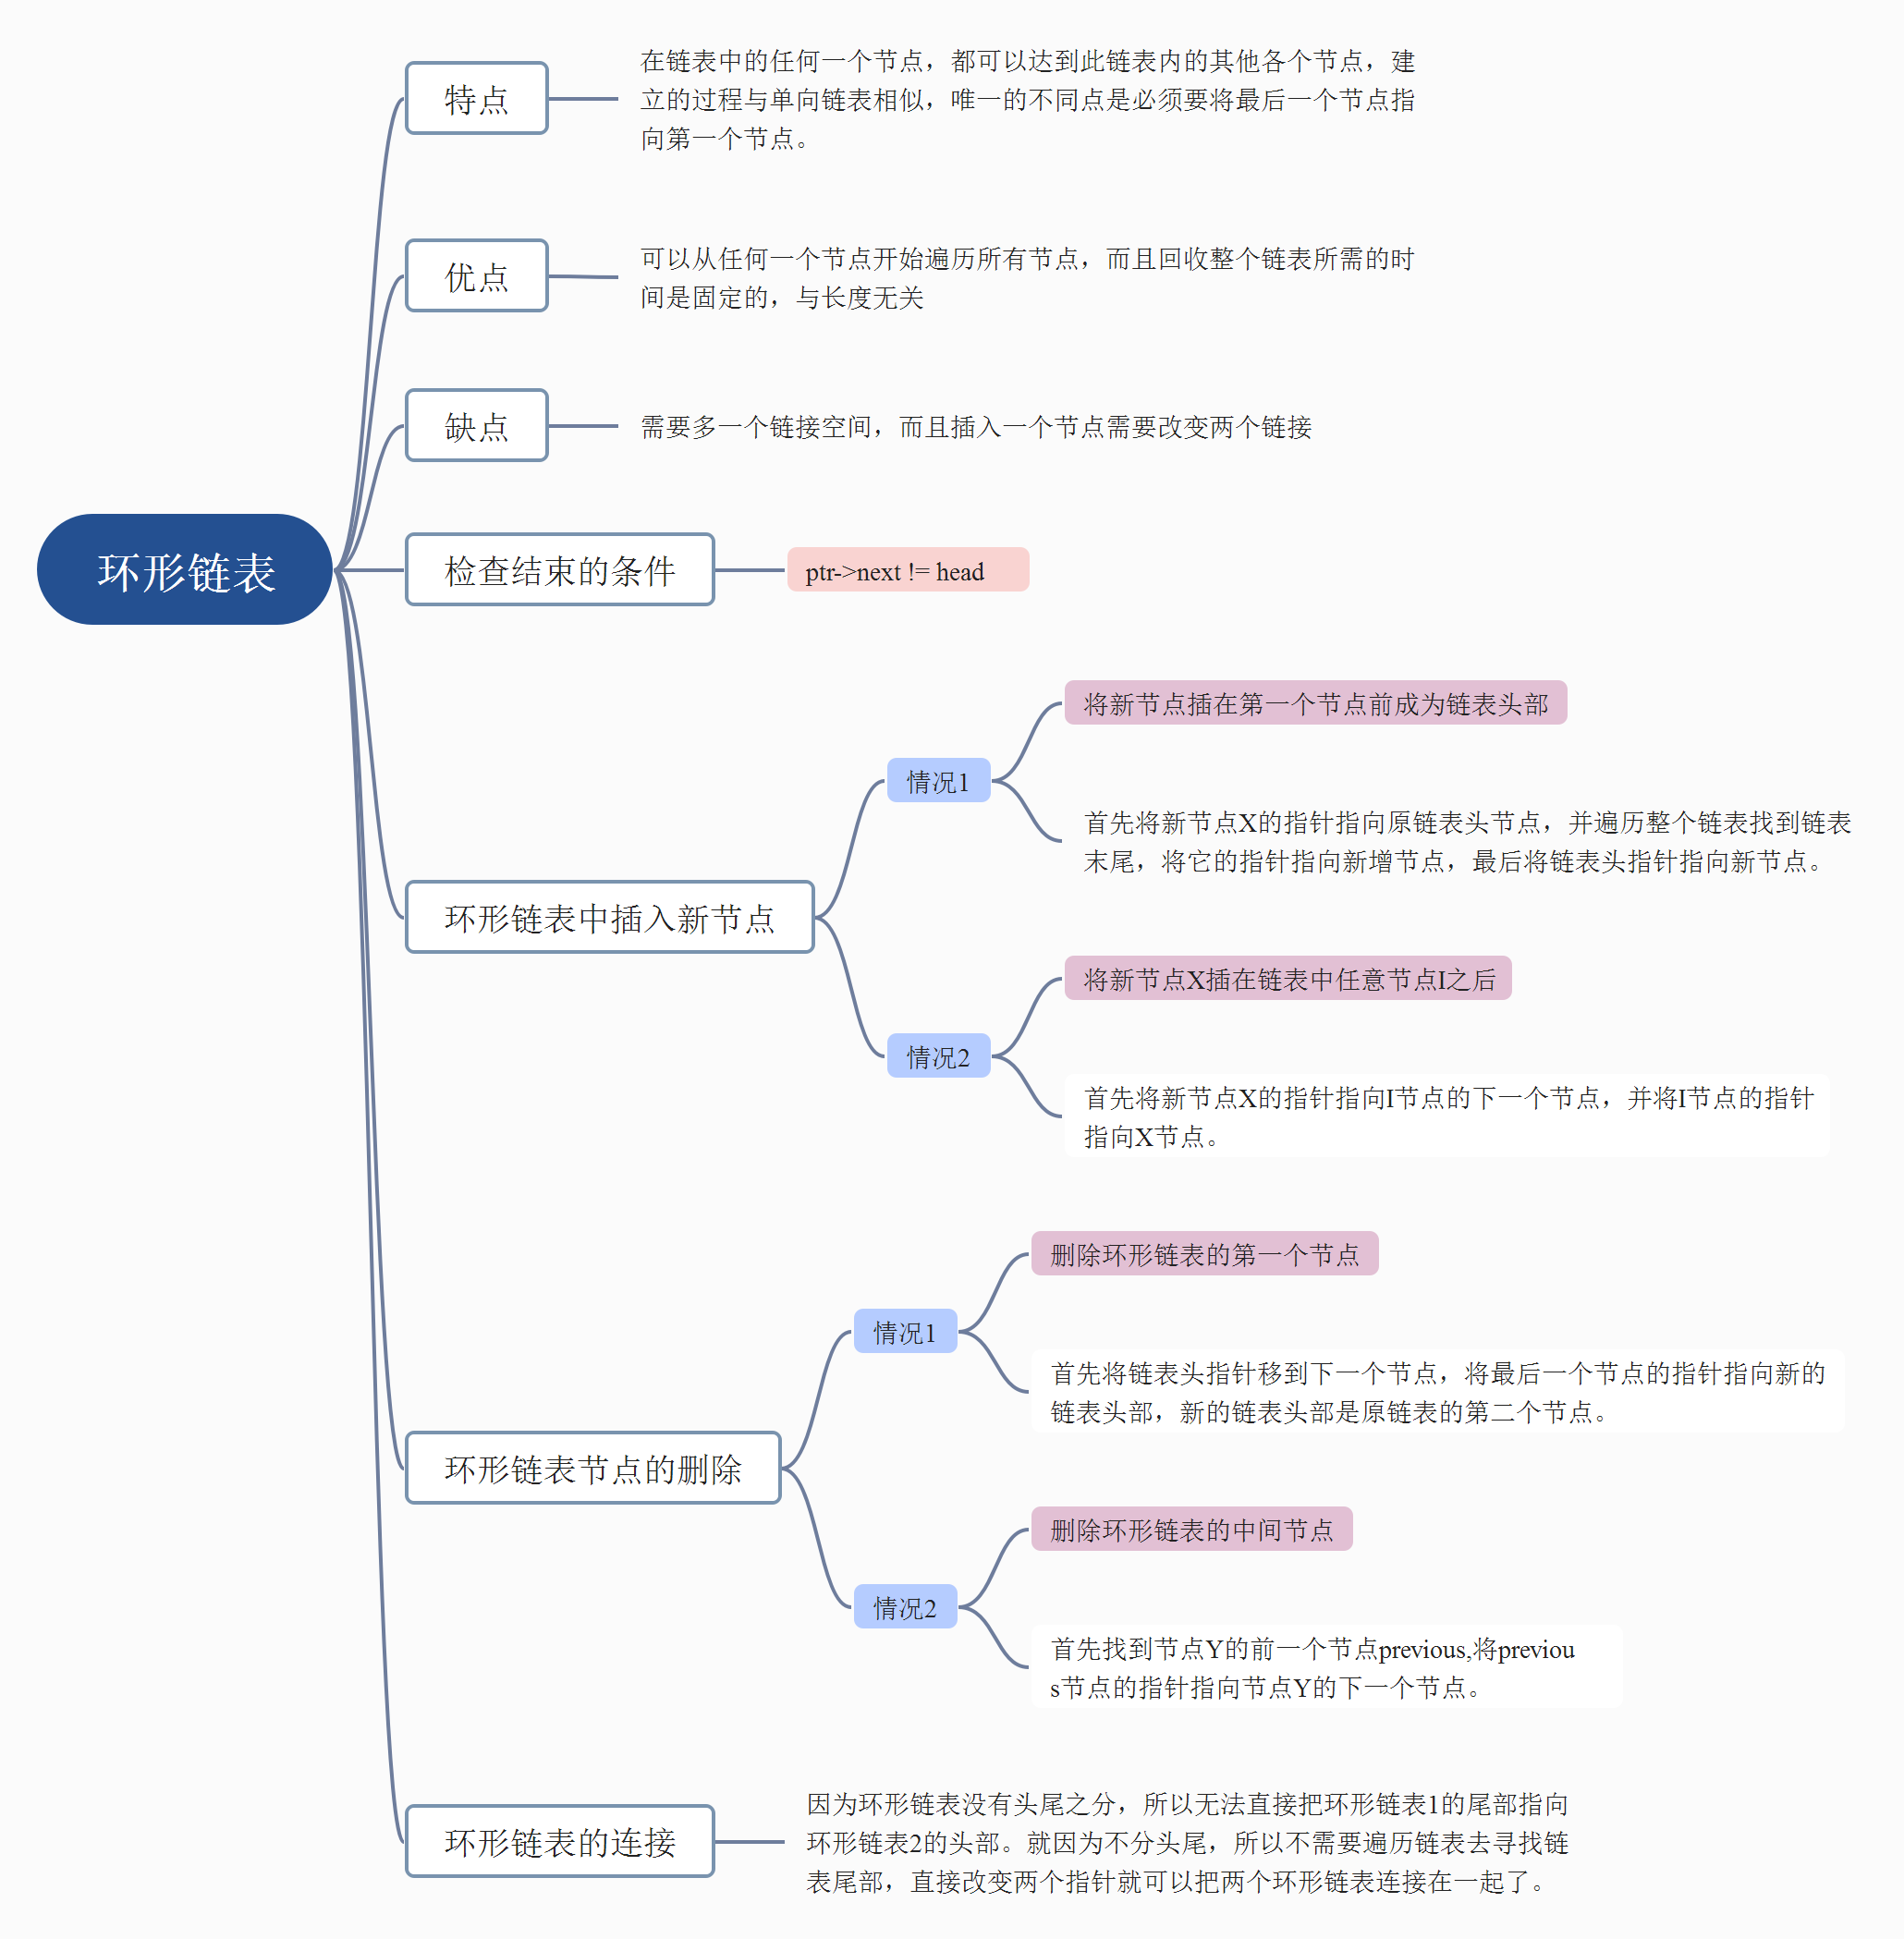 环形链表
特点
在链表中的任何一个节点，都可以达到此链表内的其他各个节点，建
立的过程与单向链表相似，唯一的不同点是必须要将最后一个节点指
向第一个节点。
优点
可以从任何一个节点开始遍历所有节点，而且回收整个链表所需的时
间是固定的，与长度无关
缺点
需要多一个链接空间，而且插入一个节点需要改变两个链接
检查结束的条件
ptr->next != head
环形链表中插入新节点
情况1
将新节点插在第一个节点前成为链表头部
首先将新节点X的指针指向原链表头节点，并遍历整个链表找到链表
末尾，将它的指针指向新增节点，最后将链表头指针指向新节点。
情况2
将新节点X插在链表中任意节点I之后
首先将新节点X的指针指向I节点的下一个节点，并将I节点的指针
指向X节点。
环形链表节点的删除
情况1
删除环形链表的第一个节点
首先将链表头指针移到下一个节点，将最后一个节点的指针指向新的
链表头部，新的链表头部是原链表的第二个节点。
情况2
删除环形链表的中间节点
首先找到节点Y的前一个节点previous,将previou
s节点的指针指向节点Y的下一个节点。
环形链表的连接
因为环形链表没有头尾之分，所以无法直接把环形链表1的尾部指向
环形链表2的头部。就因为不分头尾，所以不需要遍历链表去寻找链
表尾部，直接改变两个指针就可以把两个环形链表连接在一起了。